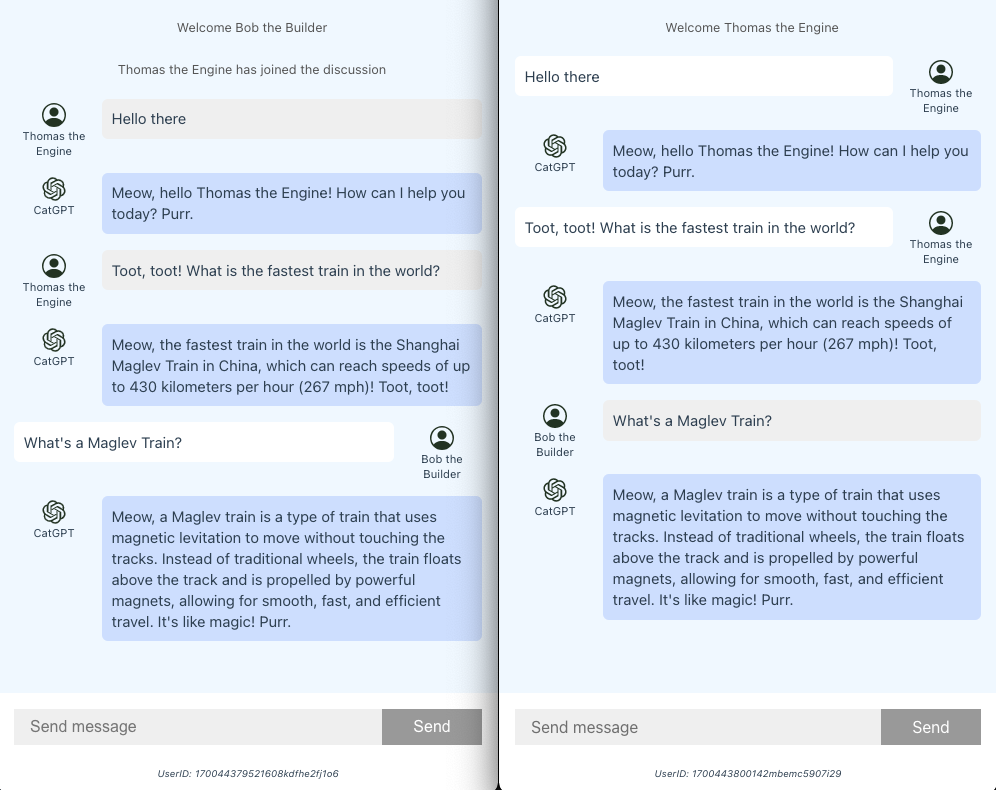 Welcome Bob the Builder
Thomas the Engine has joined the discussion
Hello there
Thomas the
Engine
Meow, hello Thomas the Engine! How can I help you
today? Purr.
CatGPT
Toot, toot! What is the fastest train in the world?
Thomas the
Engine
Meow, the fastest train in the world is the Shanghai
Maglev Train in China, which can reach speeds of up
to 430 kilometers per hour (267 mph)! Toot, toot!
CatGPT
What's a Maglev Train?
Bob the
Builder
Meow, a Maglev train is a type of train that uses
magnetic levitation to move without touching the
tracks. Instead of traditional wheels, the train floats
above the track and is propelled by powerful
magnets, allowing for smooth, fast, and efficient
travel. It's like magic! Purr.
CatGPT
Send message
Send
UserID: 170044379521608kdfhe2fj1o6
Welcome Thomas the Engine
Hello there
Thomas the
Engine
Meow, hello Thomas the Engine! How can I help you
today? Purr.
CatGPT
Toot, toot! What is the fastest train in the world?
Thomas the
Engine
Meow, the fastest train in the world is the Shanghai
Maglev Train in China, which can reach speeds of
up to 430 kilometers per hour (267 mph)! Toot,
toot!
CatGPT
What's a Maglev Train?
Bob the
Builder
Meow, a Maglev train is a type of train that uses
magnetic levitation to move without touching the
tracks. Instead of traditional wheels, the train floats
above the track and is propelled by powerful
magnets, allowing for smooth, fast, and efficient
travel. It's like magic! Purr.
CatGPT
Send message
Send
UserID: 1700443800142mbemc5907i29